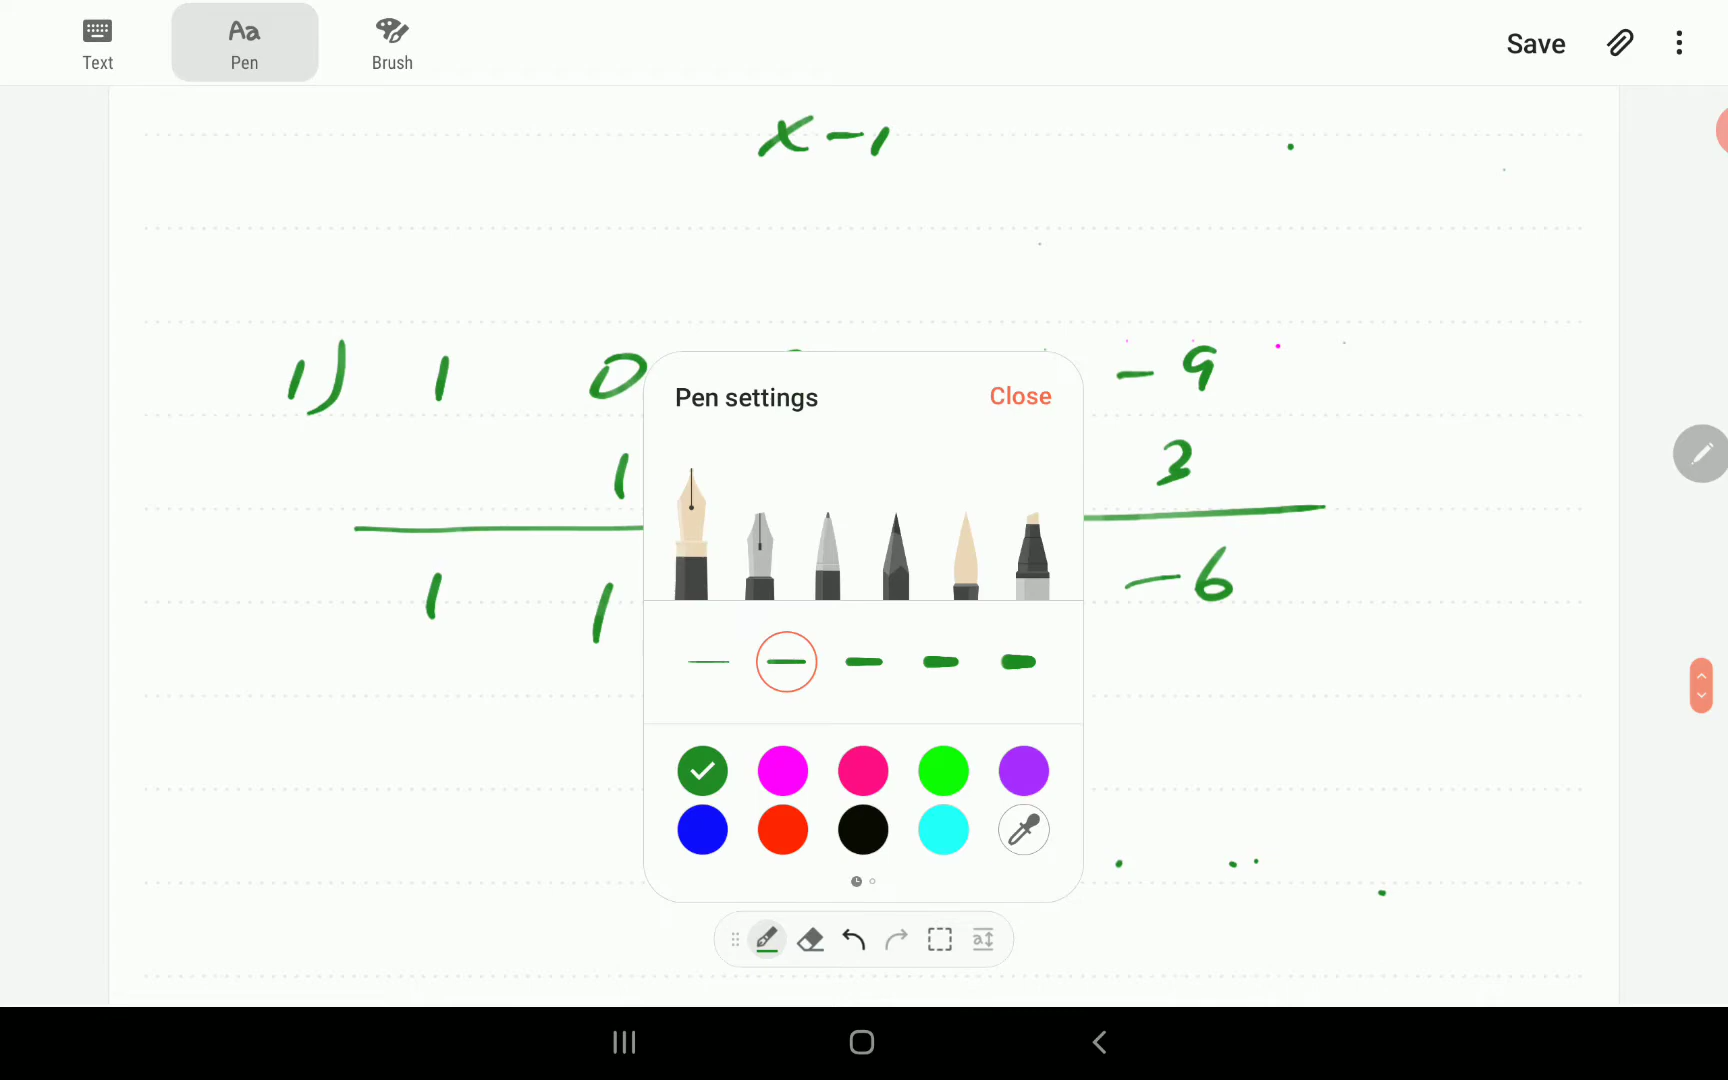 Text Pen Brush Save
x - 1
1) 1 0 - 9
Pen settings Close
1 3
1 1 - 6